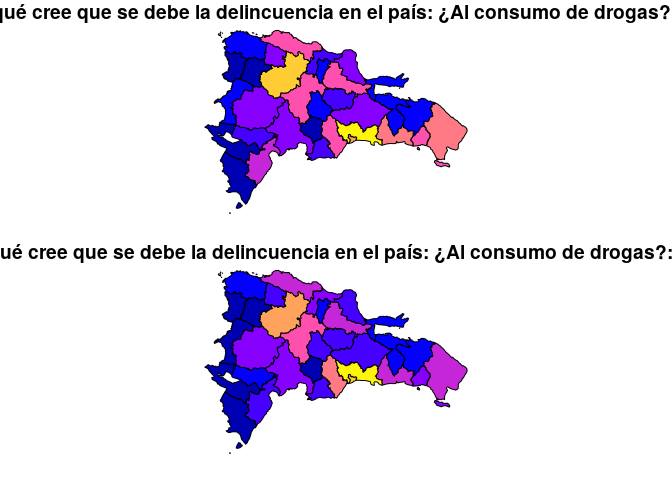 qué cree que se debe la delincuencia en el país: ¿Al consumo de drogas?
ué cree que se debe la delincuencia en el país: ¿Al consumo de drogas?: